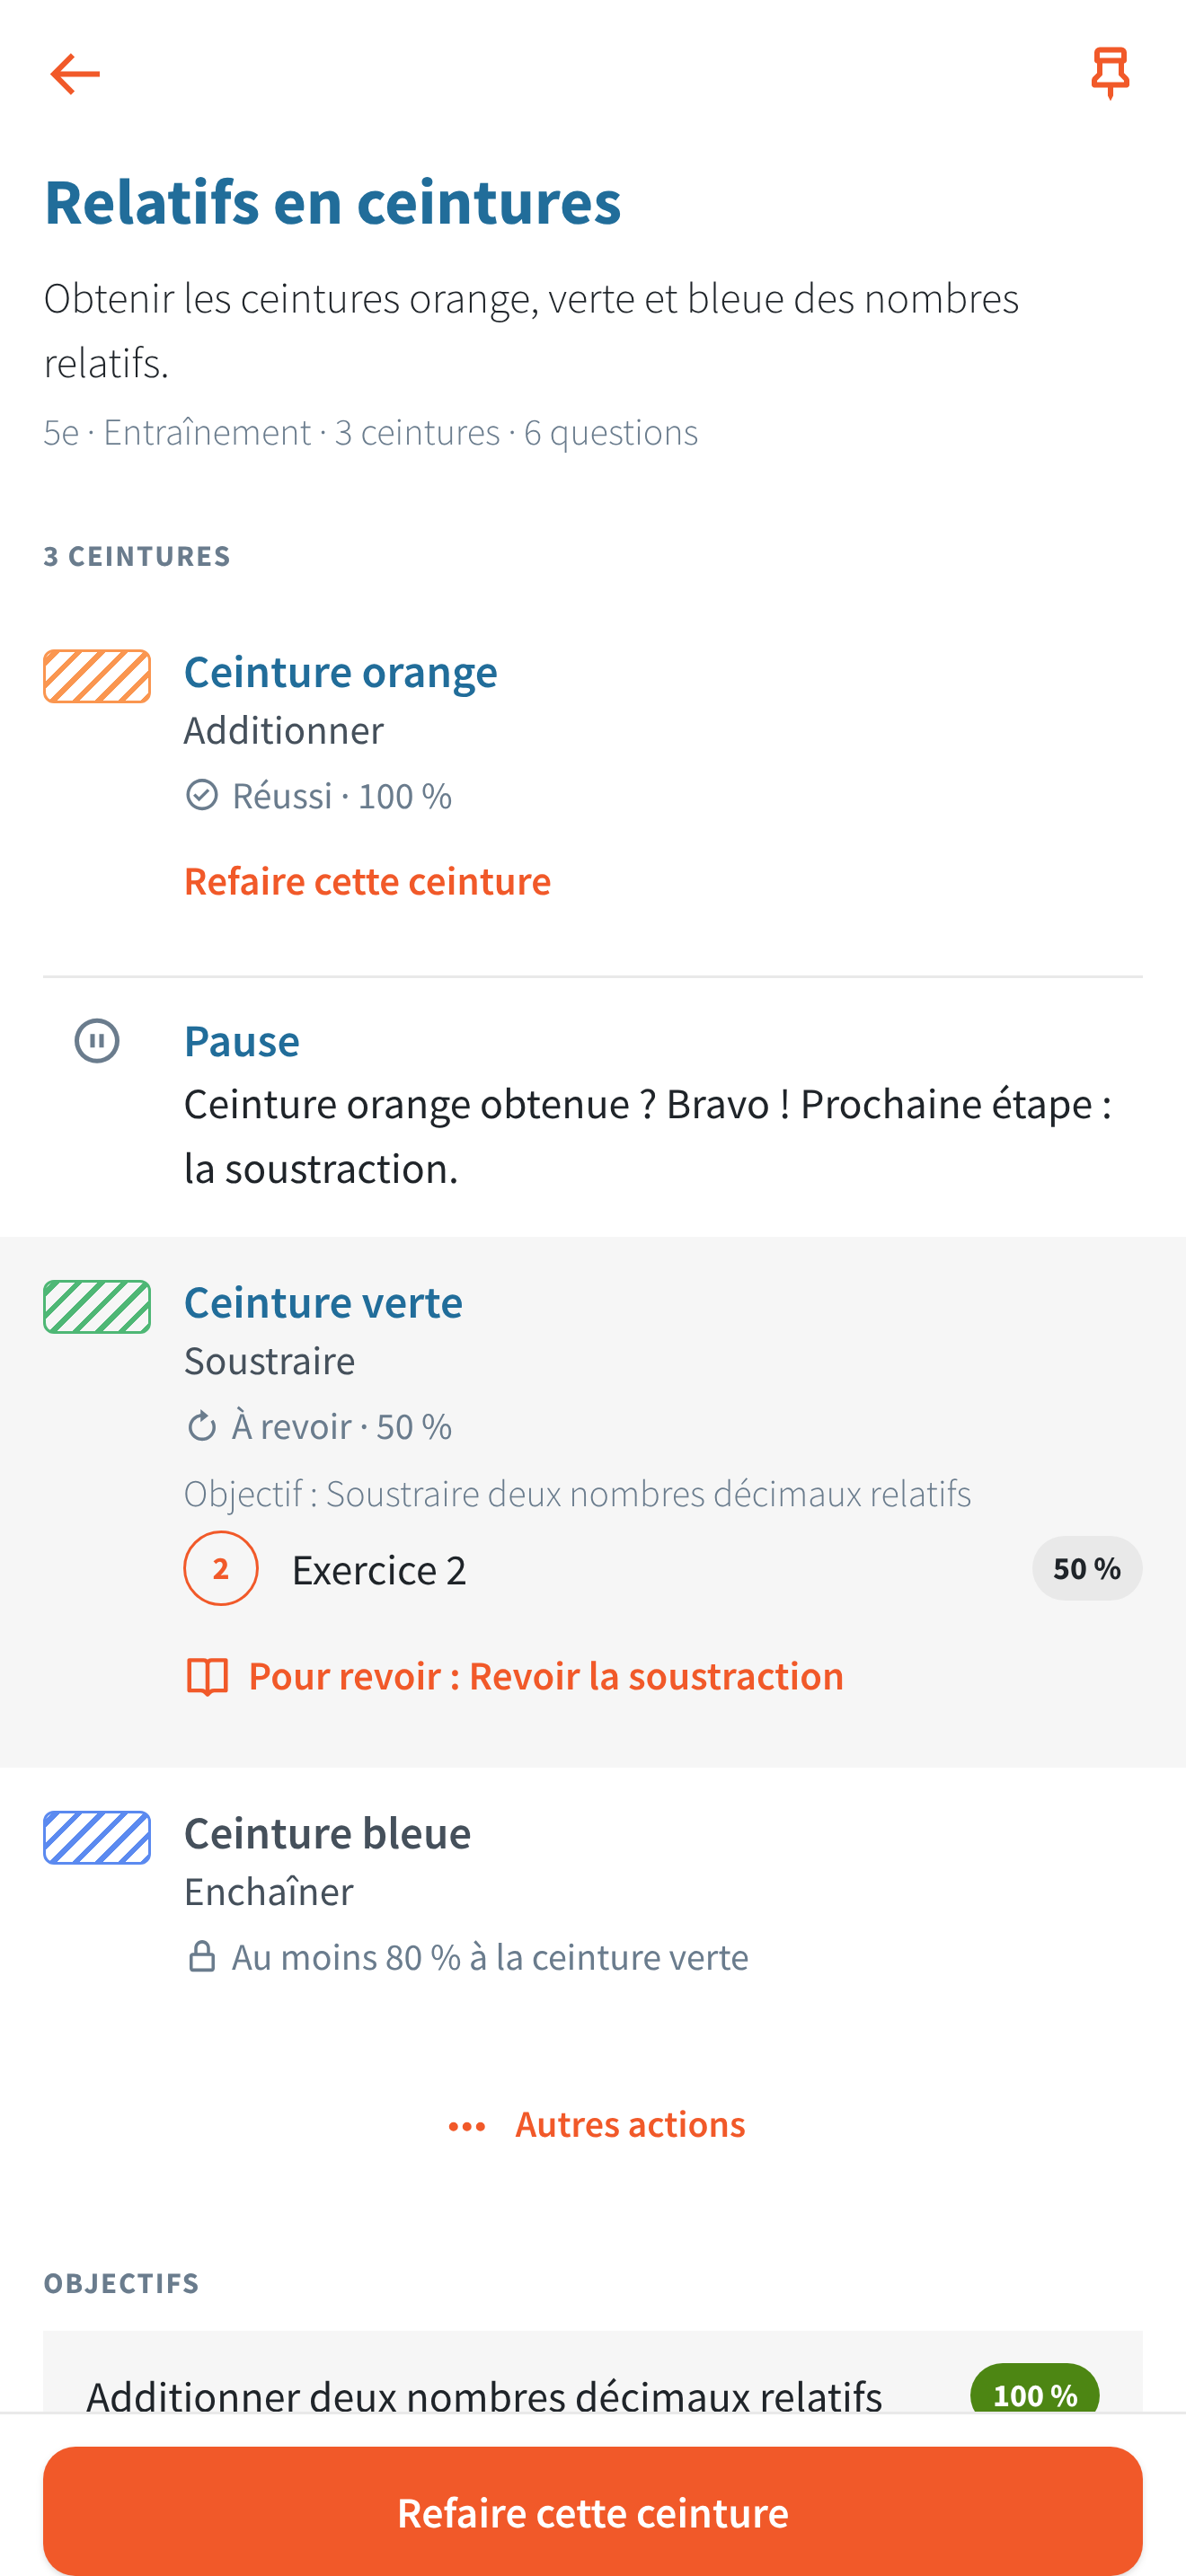 Relatifs en ceintures
Obtenir les ceintures orange, verte et bleue des nombres
relatifs.
5e · Entraînement · 3 ceintures · 6 questions
3 CEINTURES
Ceinture orange
Additionner
Réussi · 100 %
Refaire cette ceinture
Pause
Ceinture orange obtenue ? Bravo ! Prochaine étape :
la soustraction.
Ceinture verte
Soustraire
À revoir · 50 %
Objectif : Soustraire deux nombres décimaux relatifs
2 Exercice 2 50 %
Pour revoir : Revoir la soustraction
Ceinture bleue
Enchaîner
Au moins 80 % à la ceinture verte
••• Autres actions
OBJECTIFS
Additionner deux nombres décimaux relatifs 100 %
Refaire cette ceinture